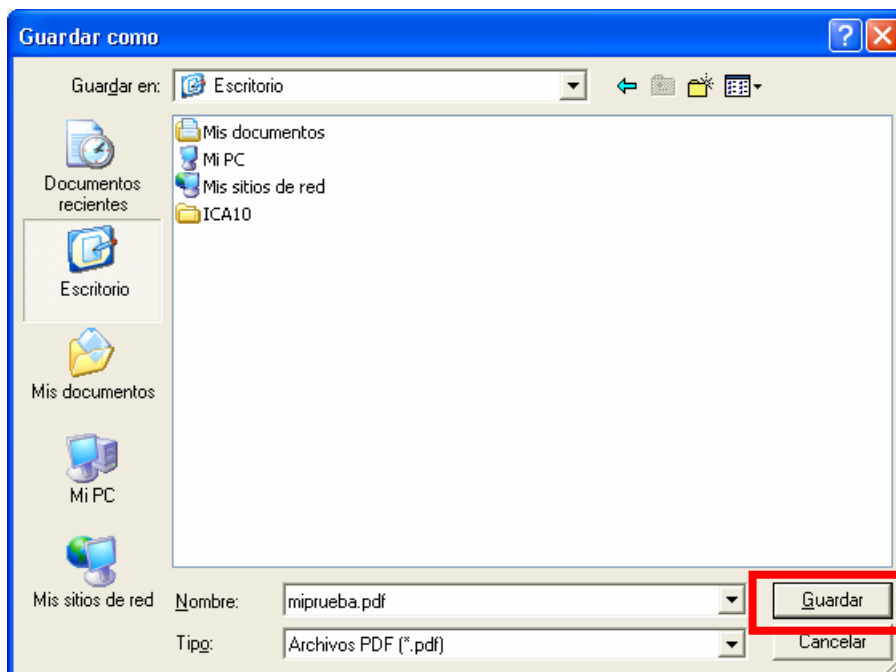 Guardar como
Guardar en: Escritorio
Mis documentos
Mi PC
Mis sitios de red
ICA10
Documentos
recientes
Escritorio
Mis documentos
Mi PC
Mis sitios de red
Nombre: miprueba.pdf Guardar
Tipo: Archivos PDF (*.pdf) Cancelar